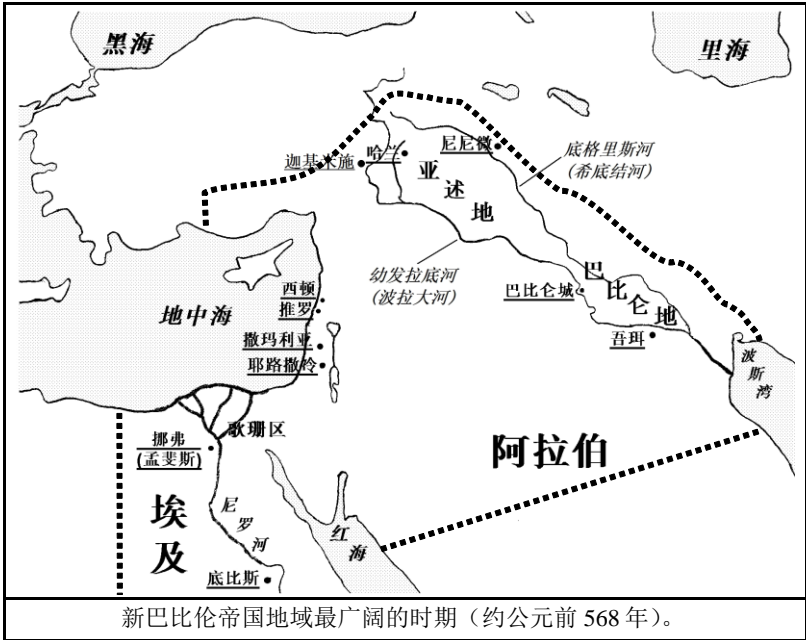 黑海
里海
迦基米施
哈兰
尼尼微
底格里斯河
(希底结河)
亚述地
幼发拉底河
(波拉大河)
巴比仑城
巴比仑地
吾珥
波斯湾
西顿
推罗
地中海
撒玛利亚
耶路撒冷
歌珊区
挪弗
(孟斐斯)
阿拉伯
埃及
尼罗河
红海
底比斯
新巴比伦帝国地域最广阔的时期（约公元前 568 年）。